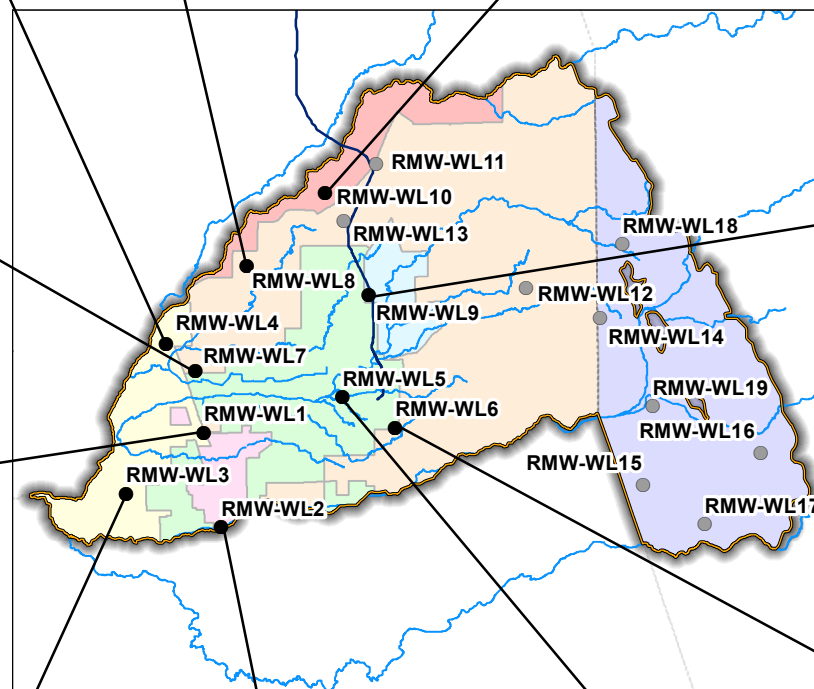 RMW-WL11
RMW-WL10
RMW-WL13
RMW-WL18
RMW-WL8
RMW-WL12
RMW-WL9
RMW-WL4
RMW-WL14
RMW-WL7
RMW-WL5
RMW-WL19
RMW-WL1
RMW-WL6
RMW-WL16
RMW-WL15
RMW-WL3
RMW-WL2
RMW-WL17